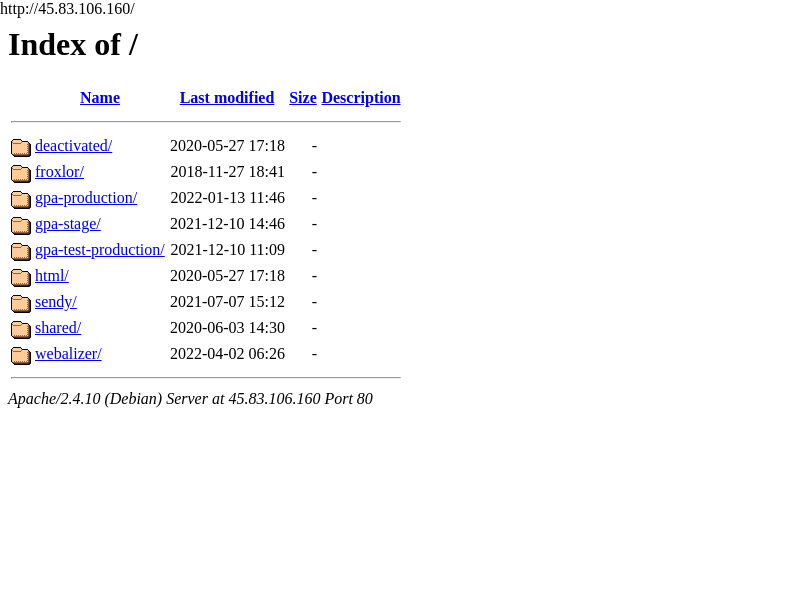 http://45.83.106.160/
Index of /
Name Last modified Size Description
deactivated/ 2020-05-27 17:18 -
froxlor/ 2018-11-27 18:41 -
gpa-production/ 2022-01-13 11:46 -
gpa-stage/ 2021-12-10 14:46 -
gpa-test-production/ 2021-12-10 11:09 -
html/ 2020-05-27 17:18 -
sendy/ 2021-07-07 15:12 -
shared/ 2020-06-03 14:30 -
webalizer/ 2022-04-02 06:26 -
Apache/2.4.10 (Debian) Server at 45.83.106.160 Port 80